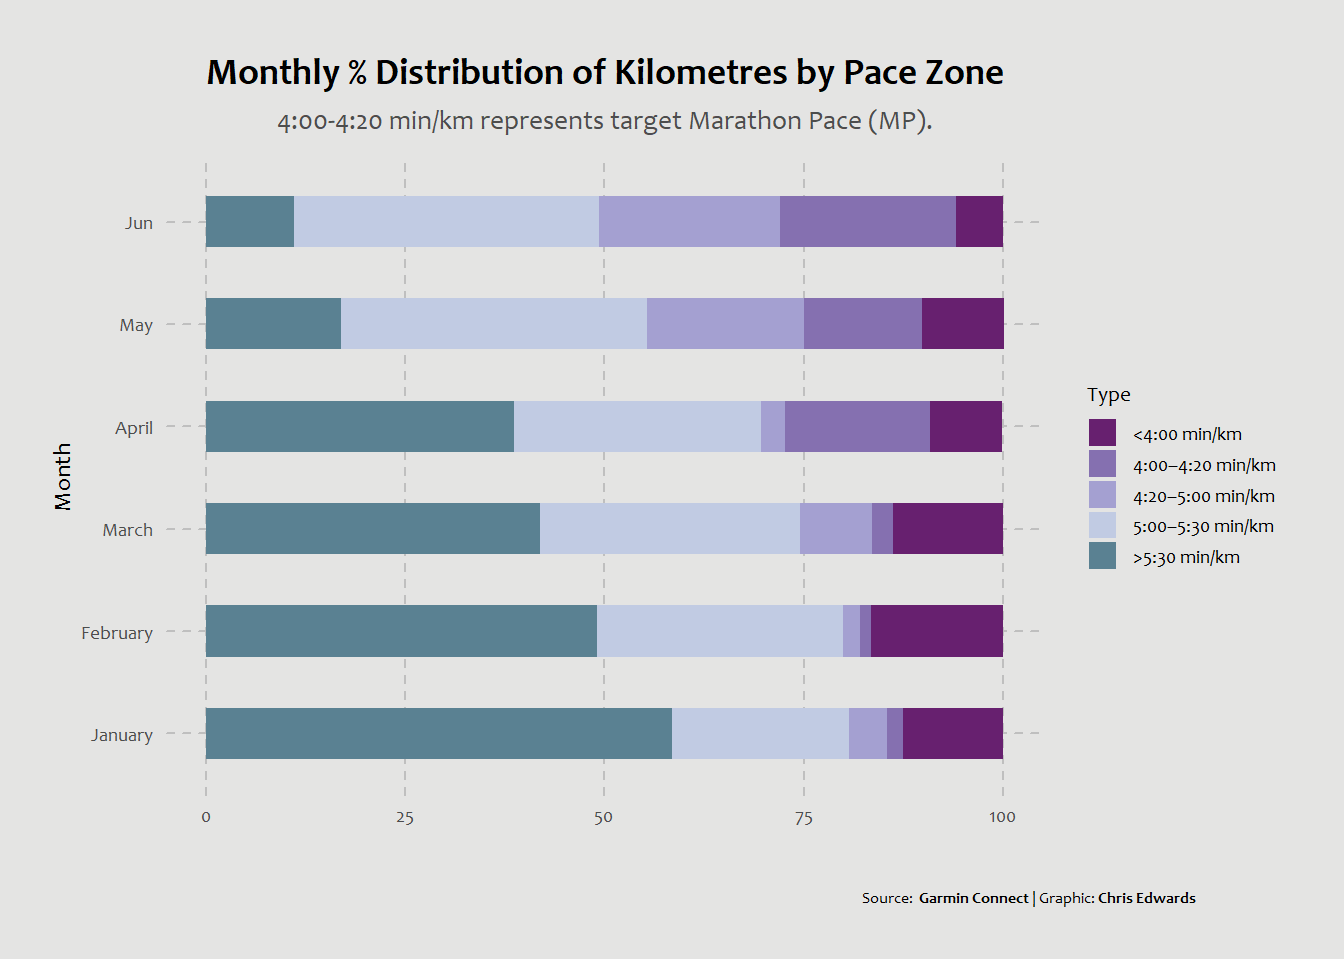 Monthly % Distribution of Kilometres by Pace Zone
4:00-4:20 min/km represents target Marathon Pace (MP).
Month
Jun
May
April
March
February
January
0 25 50 75 100
Type
<4:00 min/km
4:00–4:20 min/km
4:20–5:00 min/km
5:00–5:30 min/km
>5:30 min/km
Source: Garmin Connect | Graphic: Chris Edwards